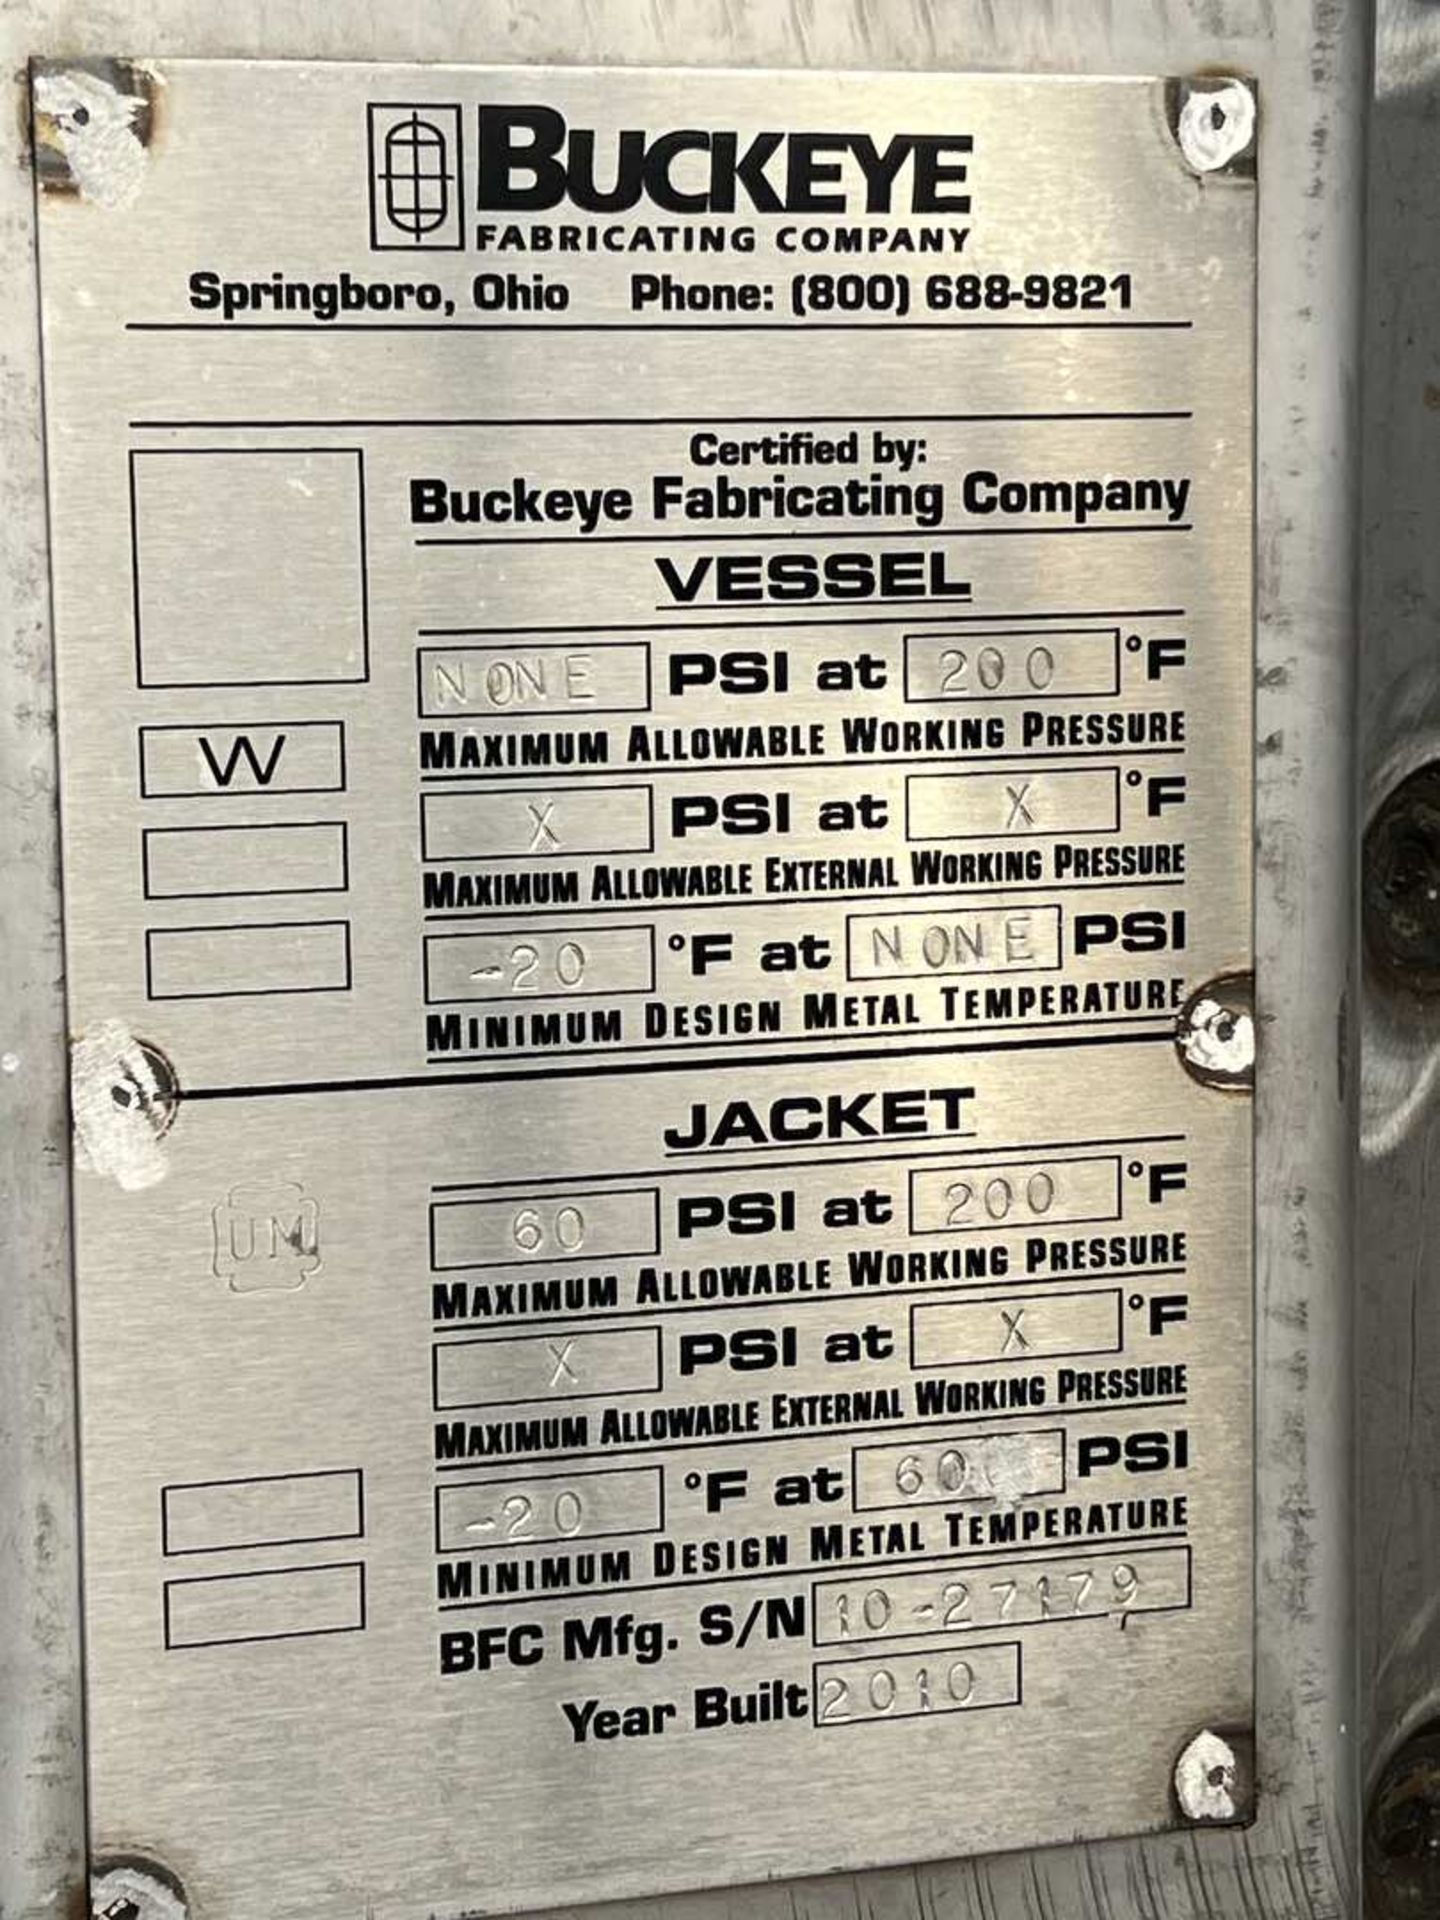 BUCKEYE
FABRICATING COMPANY
Springboro, Ohio Phone: (800) 688-9821
Certified by:
Buckeye Fabricating Company
VESSEL
NONE PSI at 200 °F
W
MAXIMUM ALLOWABLE WORKING PRESSURE
X PSI at X °F
MAXIMUM ALLOWABLE EXTERNAL WORKING PRESSURE
-20 °F at NONE PSI
MINIMUM DESIGN METAL TEMPERATURE
JACKET
UM
60 PSI at 200 °F
MAXIMUM ALLOWABLE WORKING PRESSURE
X PSI at X °F
MAXIMUM ALLOWABLE EXTERNAL WORKING PRESSURE
-20 °F at 60 PSI
MINIMUM DESIGN METAL TEMPERATURE
BFC Mfg. S/N 10-27179
Year Built 2010